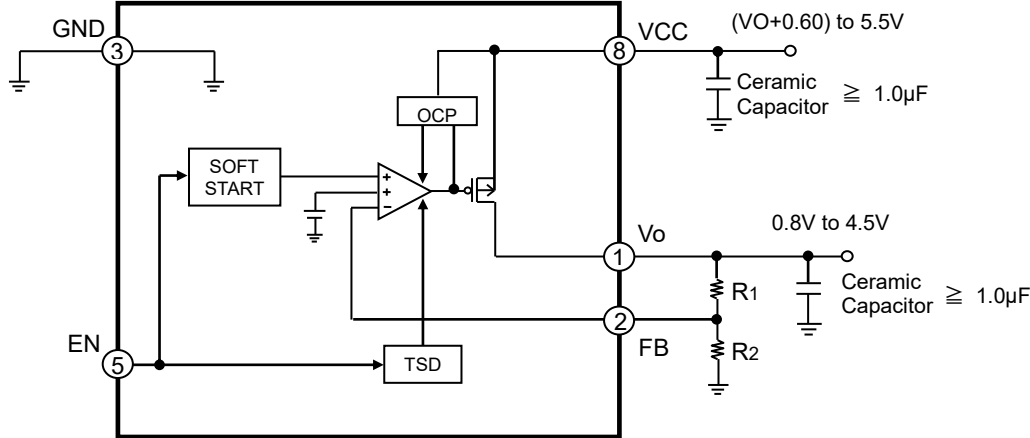 GND
3
8
VCC
(VO+0.60) to 5.5V
Ceramic
Capacitor ≧ 1.0µF
OCP
SOFT
START
+
+
−
Vo
1
0.8V to 4.5V
R1
Ceramic
Capacitor ≧ 1.0µF
2
FB
R2
EN
5
TSD